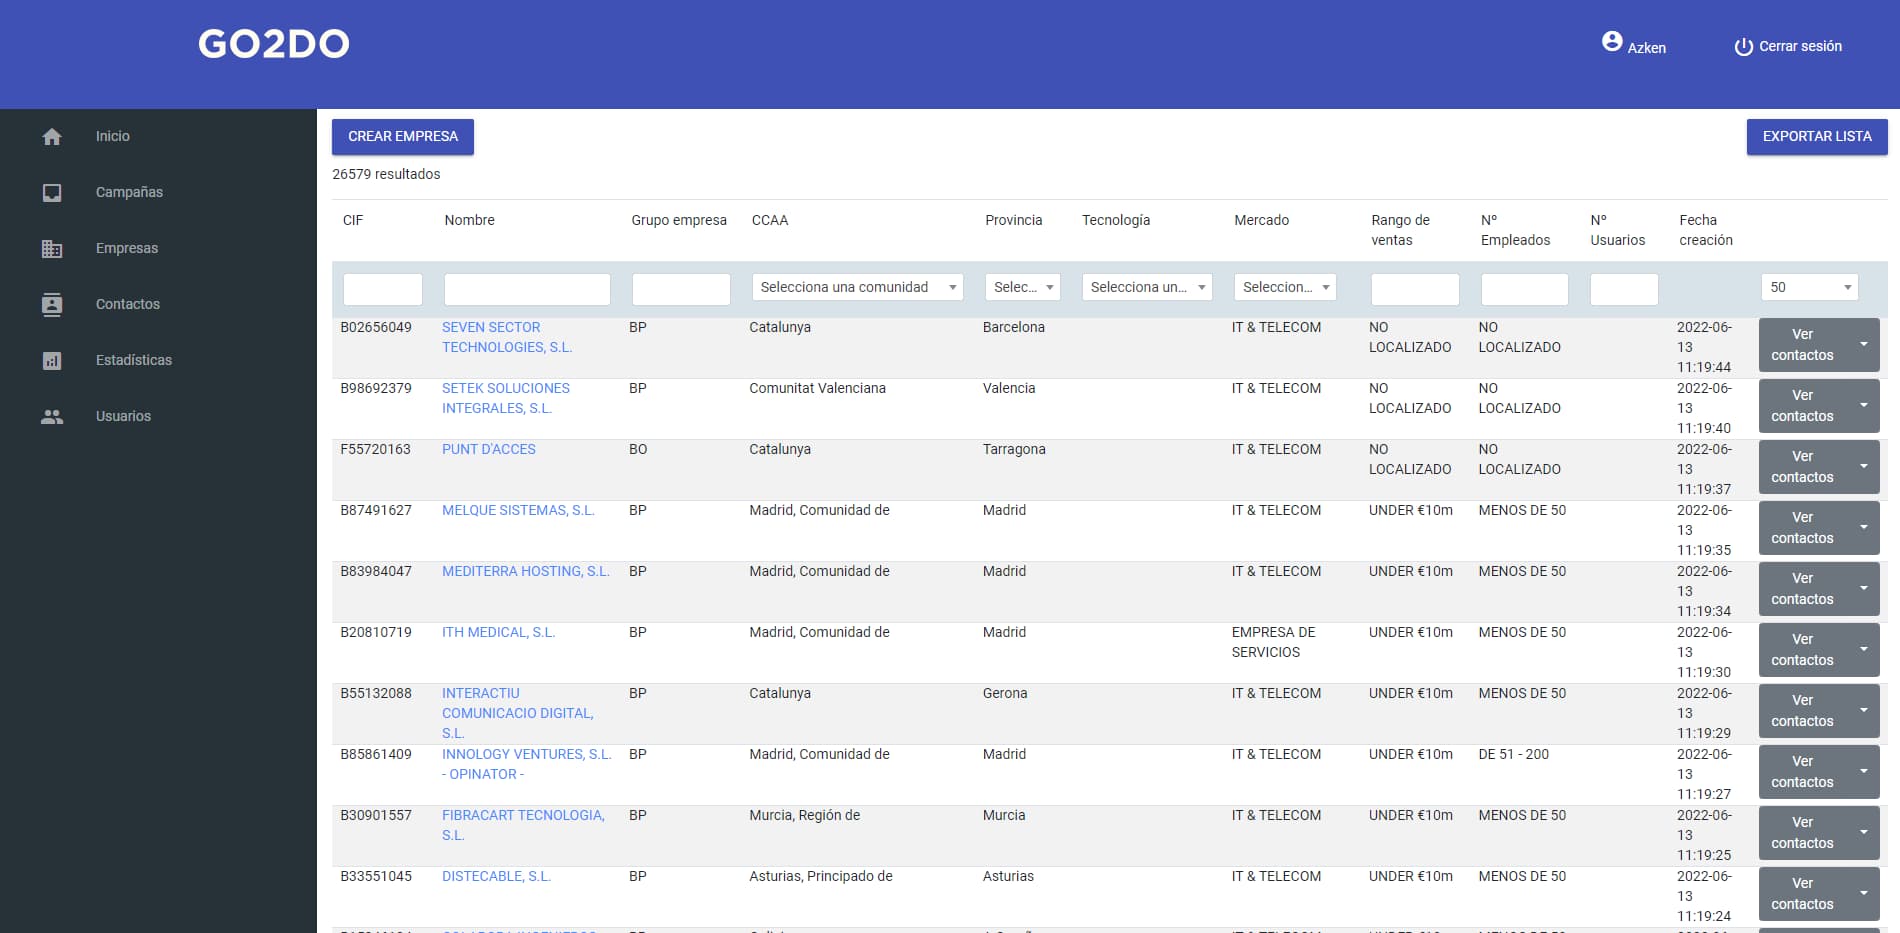 GO2DO
Azken
Cerrar sesión
Inicio
Campañas
Empresas
Contactos
Estadísticas
Usuarios
CREAR EMPRESA
EXPORTAR LISTA
26579 resultados
CIF Nombre Grupo empresa CCAA Provincia Tecnología Mercado Rango de Nº Nº Fecha
ventas Empleados Usuarios creación
Selecciona una comunidad Selec... Selecciona un... Seleccion... 50
B02656049 SEVEN SECTOR BP Catalunya Barcelona IT & TELECOM NO NO 2022-06- Ver
TECHNOLOGIES, S.L. LOCALIZADO LOCALIZADO 13 contactos
11:19:44
B98692379 SETEK SOLUCIONES BP Comunitat Valenciana Valencia IT & TELECOM NO NO 2022-06- Ver
INTEGRALES, S.L. LOCALIZADO LOCALIZADO 13 contactos
11:19:40
F55720163 PUNT D'ACCES BO Catalunya Tarragona IT & TELECOM NO NO 2022-06- Ver
LOCALIZADO LOCALIZADO 13 contactos
11:19:37
B87491627 MELQUE SISTEMAS, S.L. BP Madrid, Comunidad de Madrid IT & TELECOM UNDER €10m MENOS DE 50 2022-06- Ver
13 contactos
11:19:35
B83984047 MEDITERRA HOSTING, S.L. BP Madrid, Comunidad de Madrid IT & TELECOM UNDER €10m MENOS DE 50 2022-06- Ver
13 contactos
11:19:34
B20810719 ITH MEDICAL, S.L. BP Madrid, Comunidad de Madrid EMPRESA DE UNDER €10m MENOS DE 50 2022-06- Ver
SERVICIOS 13 contactos
11:19:30
B55132088 INTERACTIU BP Catalunya Gerona IT & TELECOM UNDER €10m MENOS DE 50 2022-06- Ver
COMUNICACIO DIGITAL, 13 contactos
S.L. 11:19:29
B85861409 INNOLOGY VENTURES, S.L. BP Madrid, Comunidad de Madrid IT & TELECOM UNDER €10m DE 51 - 200 2022-06- Ver
- OPINATOR - 13 contactos
11:19:27
B30901557 FIBRACART TECNOLOGIA, BP Murcia, Región de Murcia IT & TELECOM UNDER €10m MENOS DE 50 2022-06- Ver
S.L. 13 contactos
11:19:25
B33551045 DISTECABLE, S.L. BP Asturias, Principado de Asturias IT & TELECOM UNDER €10m MENOS DE 50 2022-06- Ver
13 contactos
11:19:24